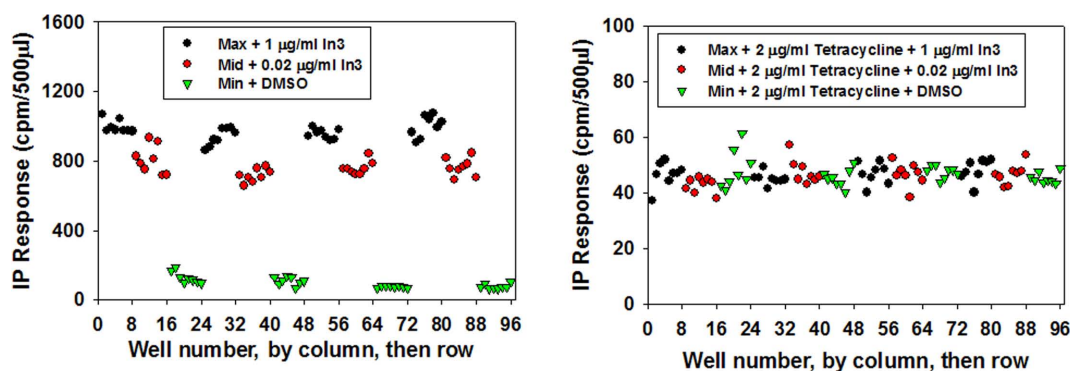 1600
1200
800
400
0
IP Response (cpm/500µl)
Max + 1 µg/ml In3
Mid + 0.02 µg/ml In3
Min + DMSO
0 8 16 24 32 40 48 56 64 72 80 88 96
Well number, by column, then row
100
80
60
40
20
0
IP Response (cpm/500µl)
Max + 2 µg/ml Tetracycline + 1 µg/ml In3
Mid + 2 µg/ml Tetracycline + 0.02 µg/ml In3
Min + 2 µg/ml Tetracycline + DMSO
0 8 16 24 32 40 48 56 64 72 80 88 96
Well number, by column, then row